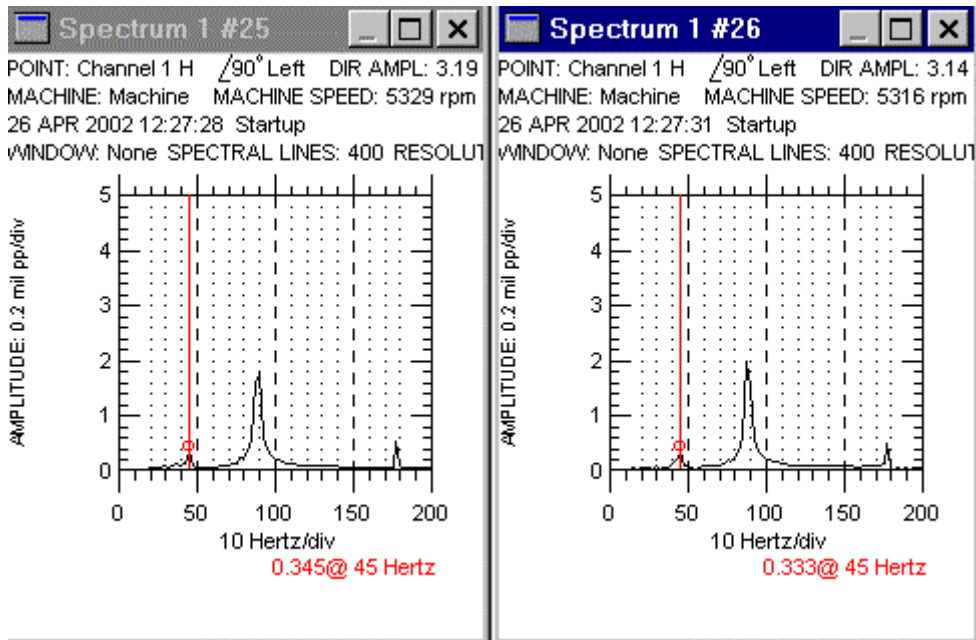 Spectrum 1 #25
POINT: Channel 1 H ∠90° Left DIR AMPL: 3.19
MACHINE: Machine MACHINE SPEED: 5329 rpm
26 APR 2002 12:27:28 Startup
WINDOW: None SPECTRAL LINES: 400 RESOLUT
AMPLITUDE: 0.2 mil pp/div
5
4
3
2
1
0
0 50 100 150 200
10 Hertz/div
0.345@ 45 Hertz
Spectrum 1 #26
POINT: Channel 1 H ∠90° Left DIR AMPL: 3.14
MACHINE: Machine MACHINE SPEED: 5316 rpm
26 APR 2002 12:27:31 Startup
WINDOW: None SPECTRAL LINES: 400 RESOLUT
AMPLITUDE: 0.2 mil pp/div
5
4
3
2
1
0
0 50 100 150 200
10 Hertz/div
0.333@ 45 Hertz